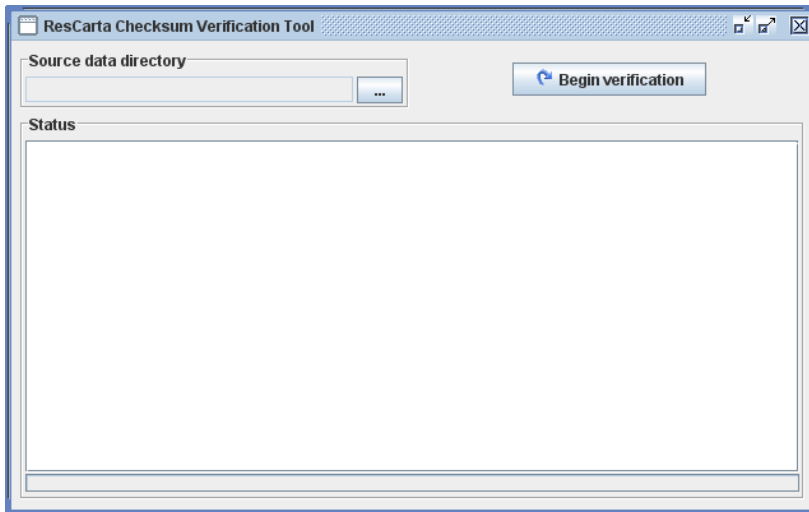 ResCarta Checksum Verification Tool
Source data directory
...
Begin verification
Status